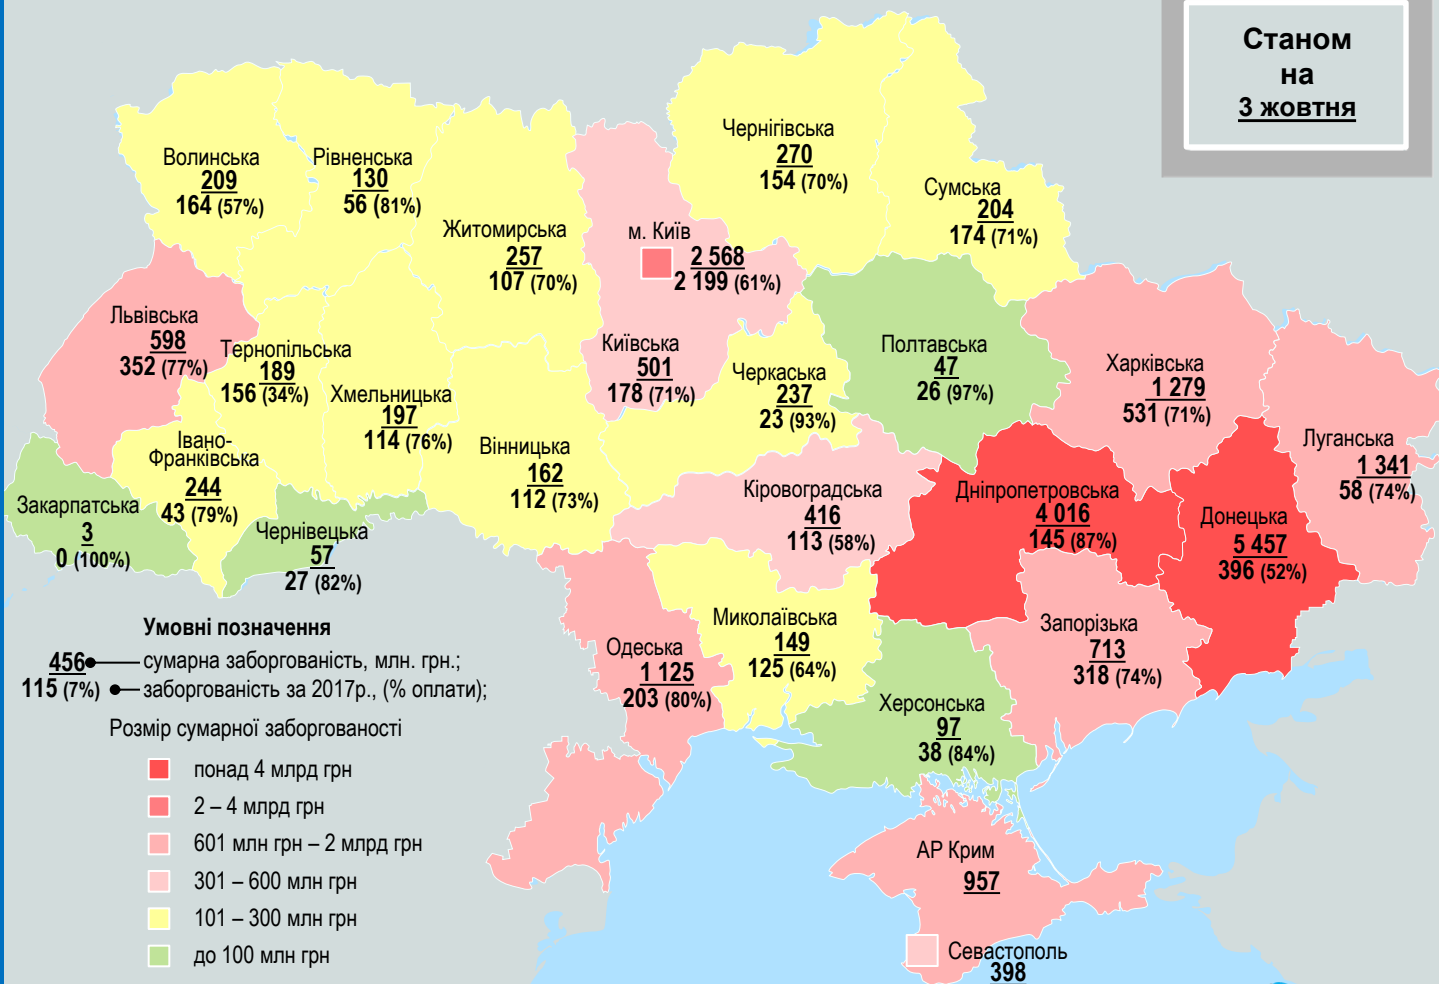 Станом
на
3 жовтня
Волинська
209
164 (57%)
Рівненська
130
56 (81%)
Житомирська
257
107 (70%)
м. Київ
2 568
2 199 (61%)
Чернігівська
270
154 (70%)
Сумська
204
174 (71%)
Львівська
598
352 (77%)
Тернопільська
189
156 (34%)
Хмельницька
197
114 (76%)
Київська
501
178 (71%)
Черкаська
237
23 (93%)
Полтавська
47
26 (97%)
Харківська
1 279
531 (71%)
Луганська
1 341
58 (74%)
Івано-
Франківська
244
43 (79%)
Вінницька
162
112 (73%)
Кіровоградська
416
113 (58%)
Дніпропетровська
4 016
145 (87%)
Донецька
5 457
396 (52%)
Закарпатська
3
0 (100%)
Чернівецька
57
27 (82%)
Одеська
1 125
203 (80%)
Миколаївська
149
125 (64%)
Запорізька
713
318 (74%)
Херсонська
97
38 (84%)
АР Крим
957
Севастополь
398
Умовні позначення
456 сумарна заборгованість, млн. грн.;
115 (7%) заборгованість за 2017р., (% оплати);
Розмір сумарної заборгованості
понад 4 млрд грн
2 – 4 млрд грн
601 млн грн – 2 млрд грн
301 – 600 млн грн
101 – 300 млн грн
до 100 млн грн